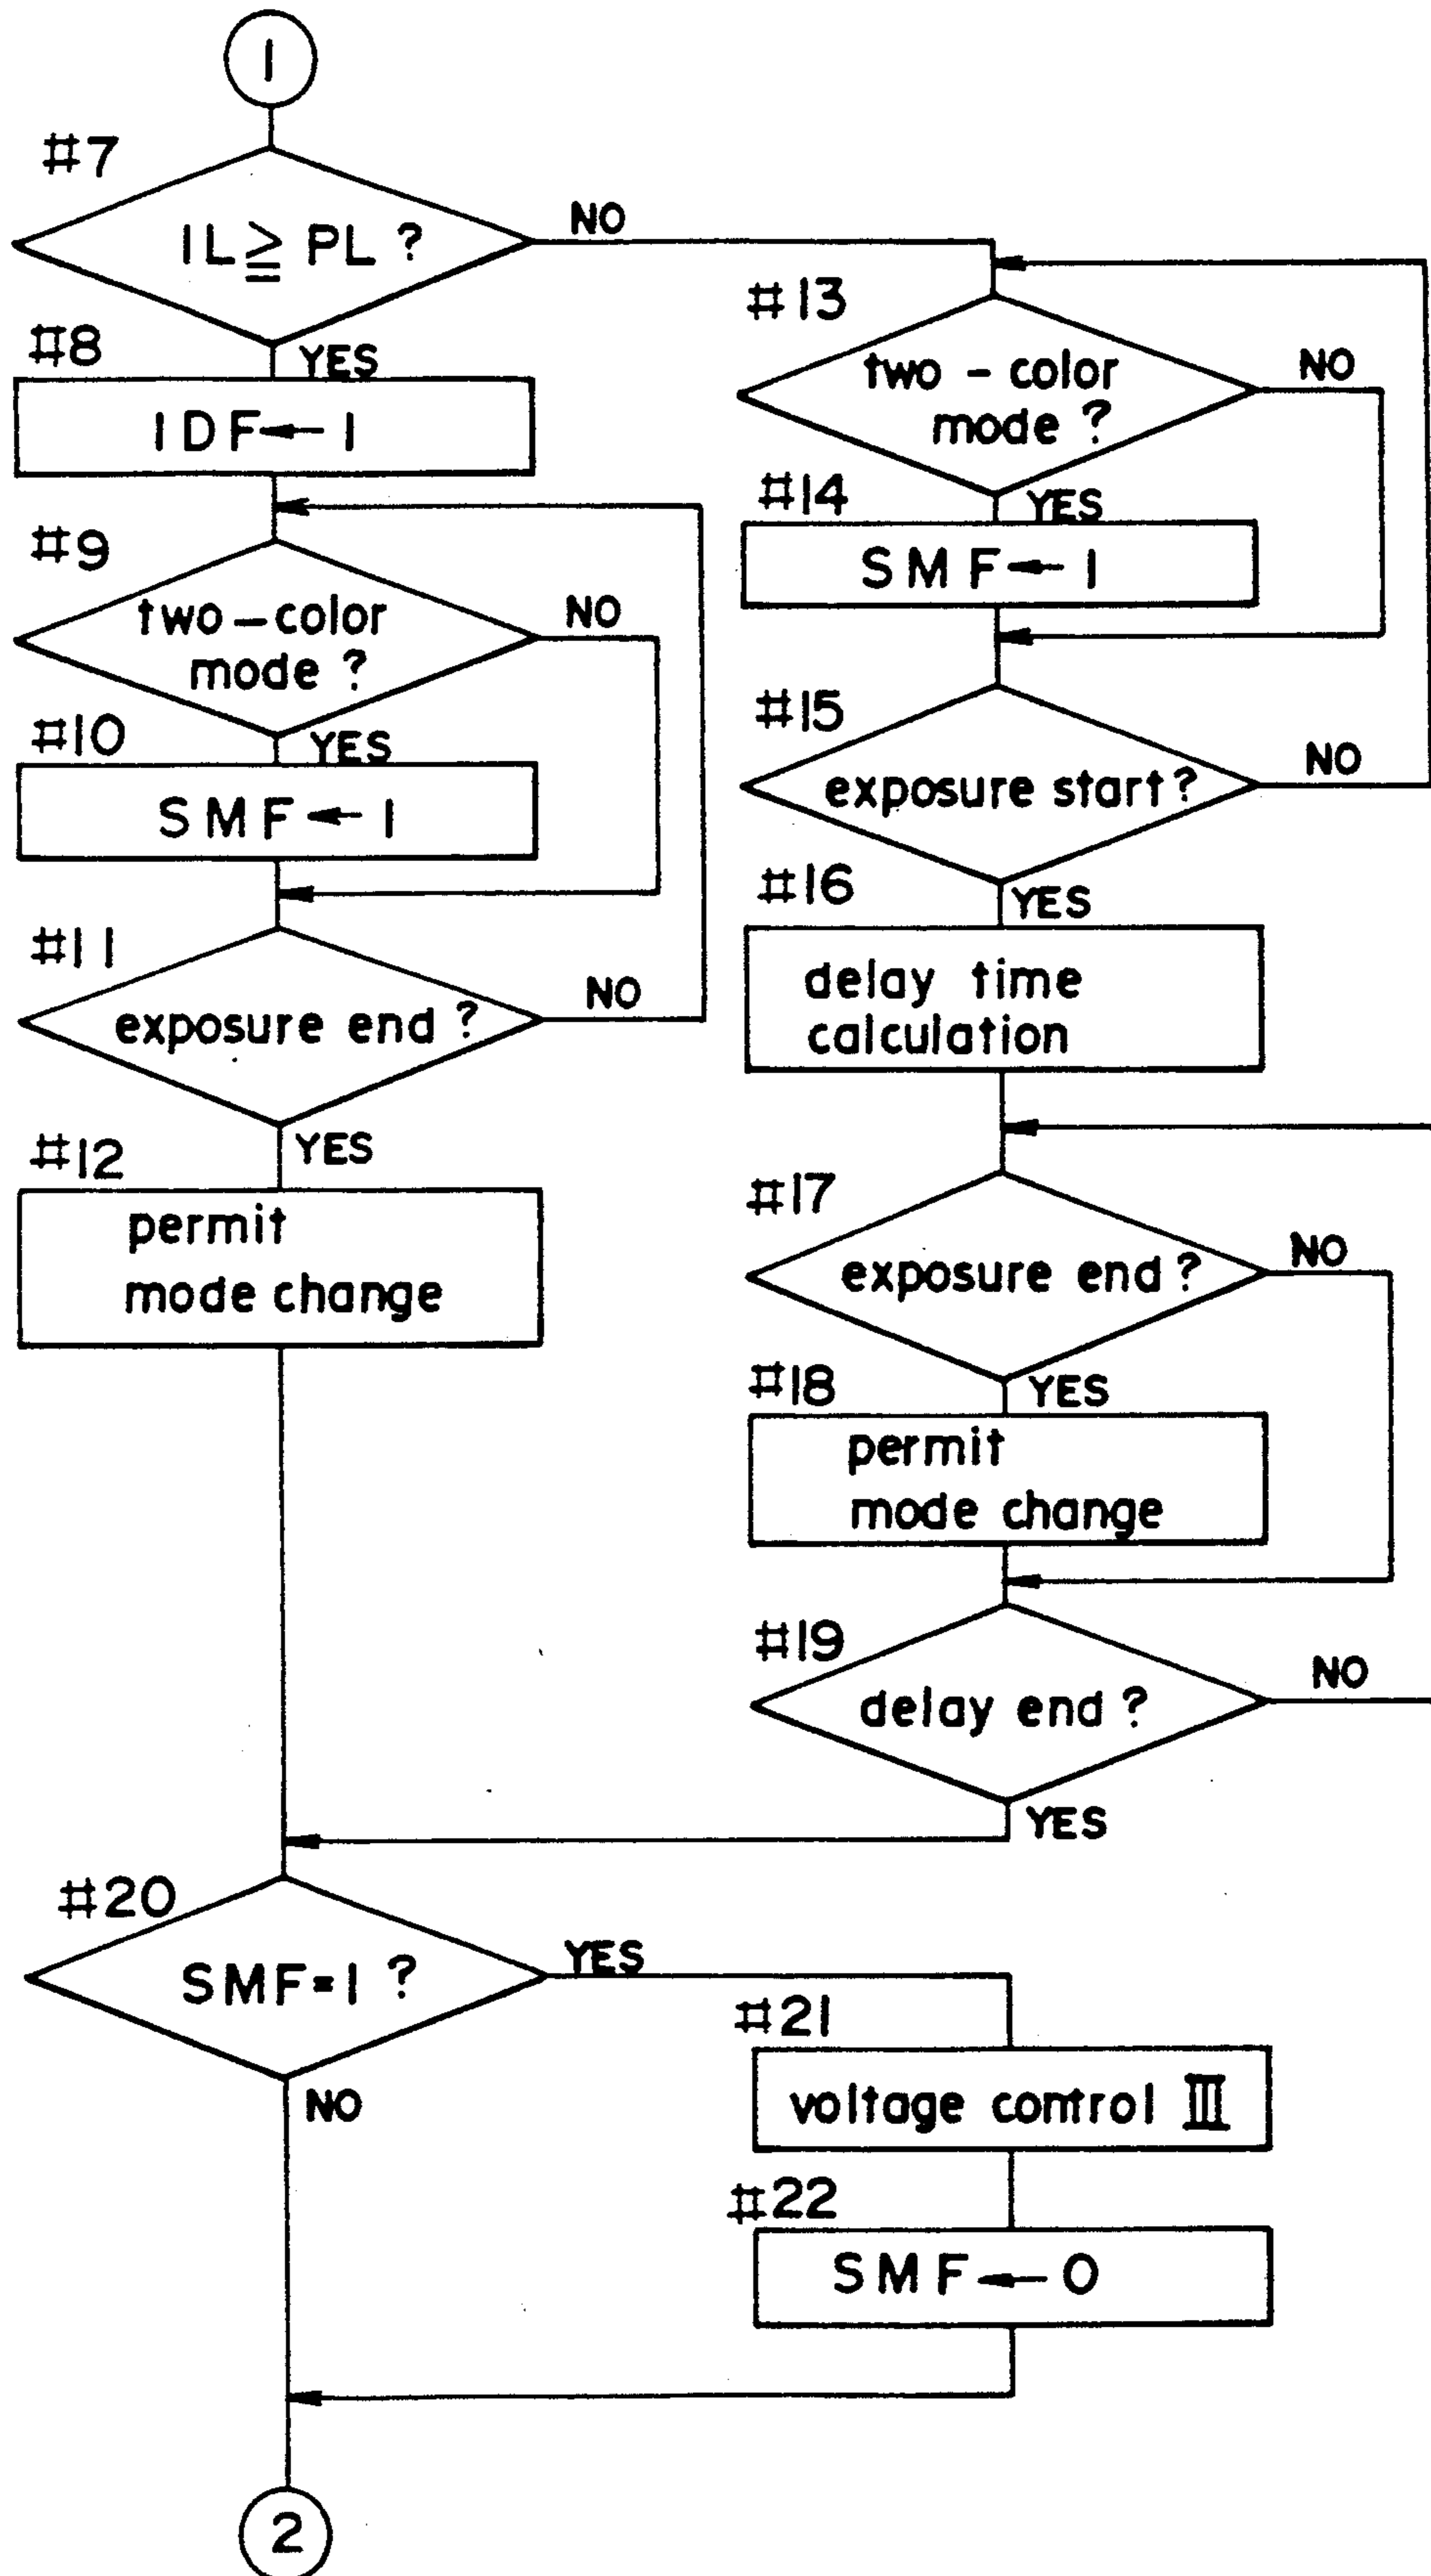 1
#7
IL ≧ PL ?
NO
YES
#8
IDF ← 1
#9
two-color
mode ?
NO
YES
#10
SMF ← 1
#11
exposure end ?
NO
YES
#12
permit
mode change
#13
two-color
mode ?
NO
YES
#14
SMF ← 1
#15
exposure start ?
NO
YES
#16
delay time
calculation
#17
exposure end ?
NO
YES
#18
permit
mode change
#19
delay end ?
NO
YES
#20
SMF=1 ?
YES
NO
#21
voltage control III
#22
SMF ← 0
2